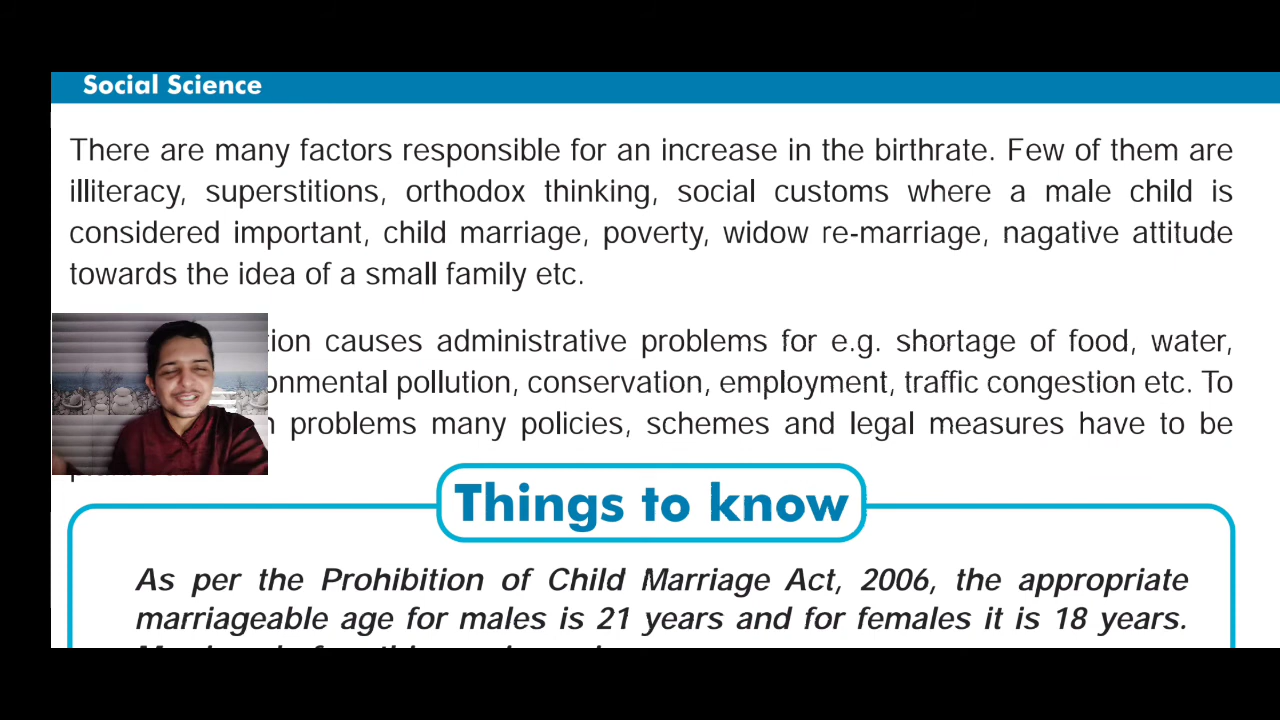 Social Science
There are many factors responsible for an increase in the birthrate. Few of them are
illiteracy, superstitions, orthodox thinking, social customs where a male child is
considered important, child marriage, poverty, widow re-marriage, nagative attitude
towards the idea of a small family etc.
causes administrative problems for e.g. shortage of food, water,
pollution, conservation, employment, traffic congestion etc. To
problems many policies, schemes and legal measures have to be
Things to know
As per the Prohibition of Child Marriage Act, 2006, the appropriate
marriageable age for males is 21 years and for females it is 18 years.